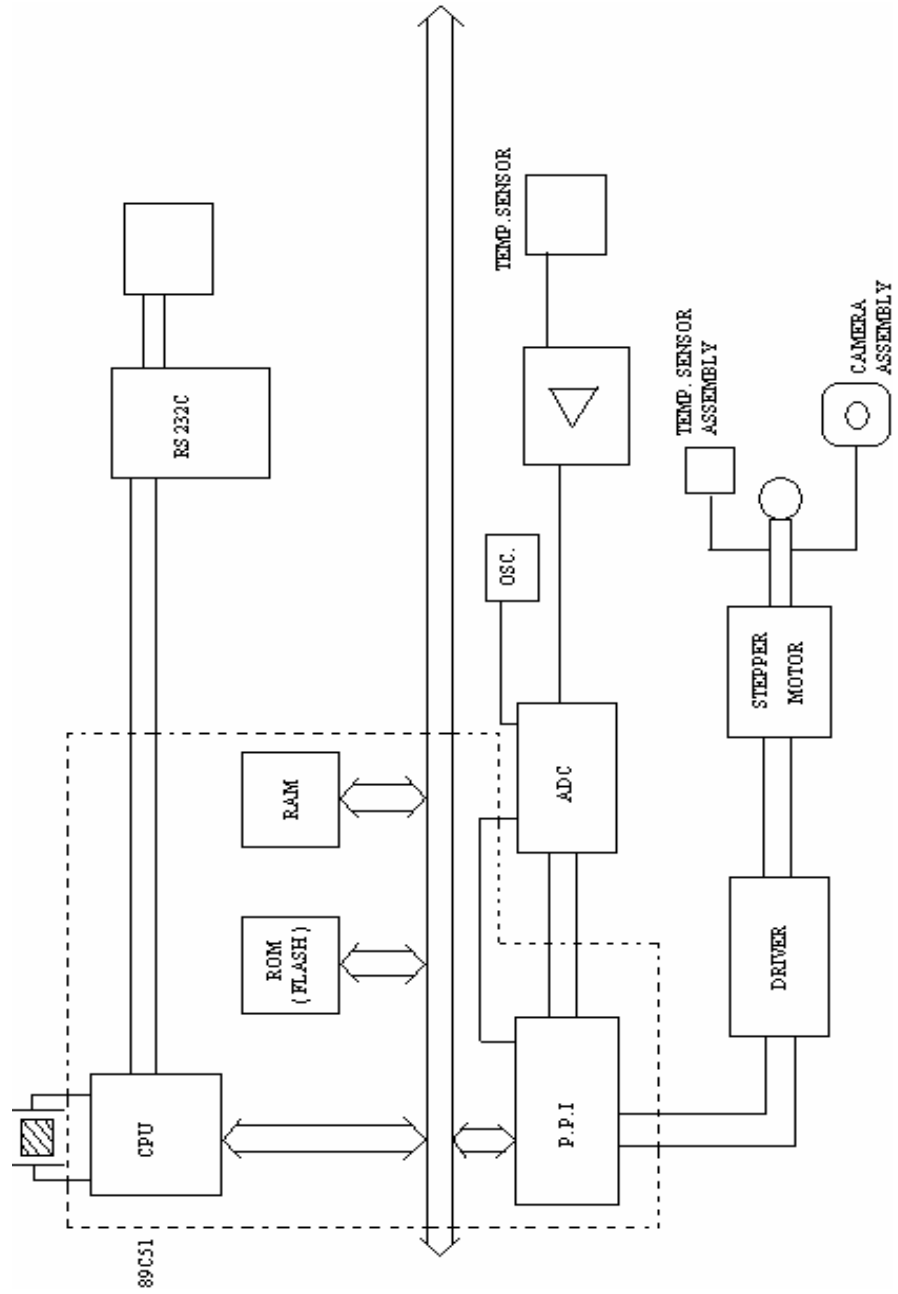 89C51
CPU
ROM
(FLASH)
RAM
RS 232C
P.P.I
ADC
OSC.
TEMP.SENSOR
DRIVER
STEPPER
MOTOR
TEMP. SENSOR
ASSEMBLY
CAMERA
ASSEMBLY